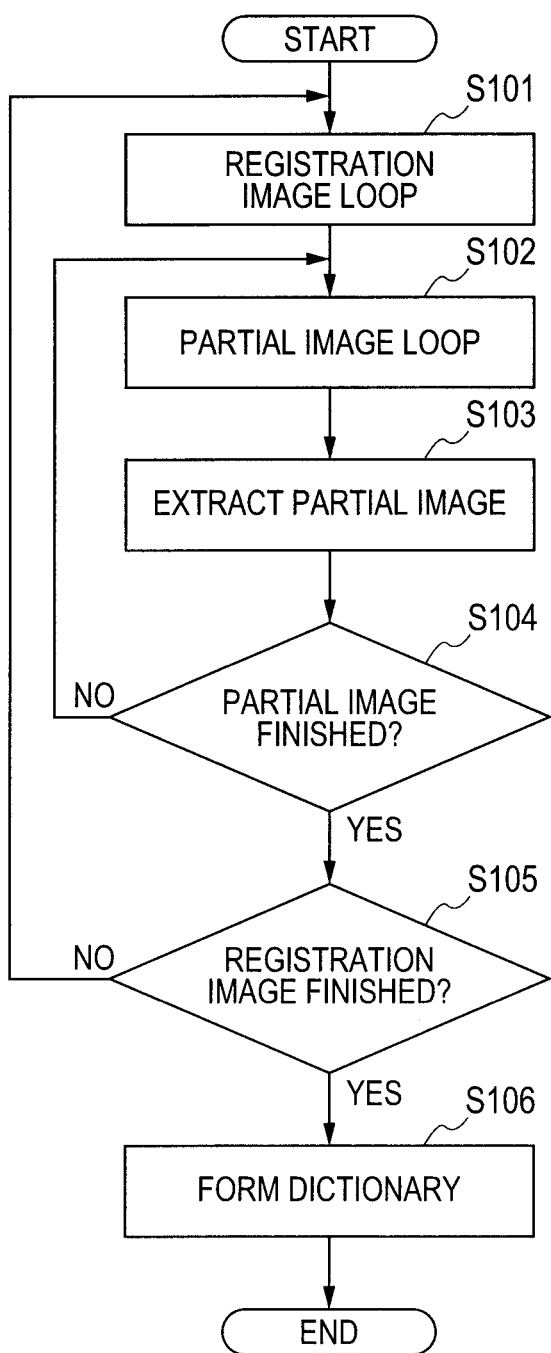 START
S101
REGISTRATION
IMAGE LOOP
S102
PARTIAL IMAGE LOOP
S103
EXTRACT PARTIAL IMAGE
S104
NO
PARTIAL IMAGE
FINISHED?
YES
S105
NO
REGISTRATION
IMAGE FINISHED?
YES
S106
FORM DICTIONARY
END